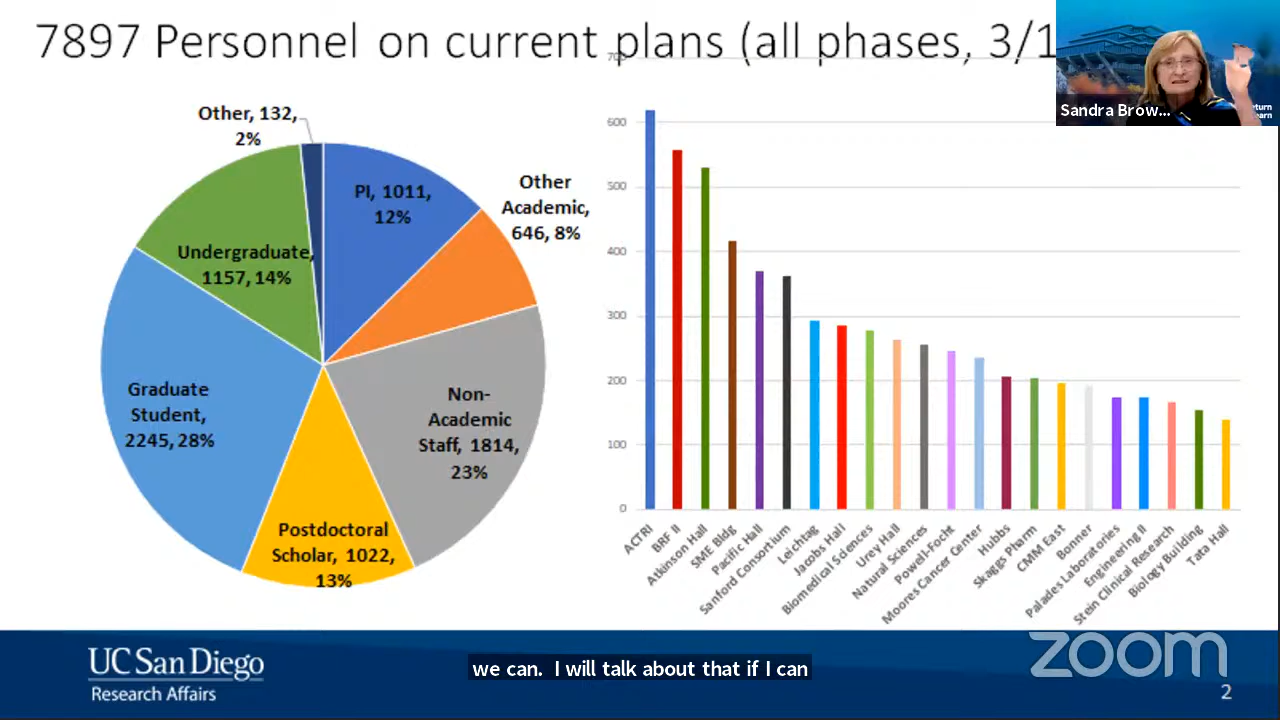 7897 Personnel on current plans (all phases, 3/1
Sandra Brow...
Other, 132,
2%
PI, 1011,
12%
Other
Academic,
646, 8%
Undergraduate,
1157, 14%
Graduate
Student,
2245, 28%
Non-
Academic
Staff, 1814,
23%
Postdoctoral
Scholar, 1022,
13%
700
600
500
400
300
200
100
0
ACTRI
BRF II
Atkinson Hall
SME Bldg
Pacific Hall
Sanford Consortium
Leichtag
Jacobs Hall
Biomedical Sciences
Urey Hall
Natural Sciences
Powell-Focht
Moores Cancer Center
Hubbs
Skaggs Pharm
CMM East
Bonner
Palades Laboratories
Engineering II
Stein Clinical Research
Biology Building
Tata Hall
UC San Diego
Research Affairs
we can. I will talk about that if I can
zoom
2